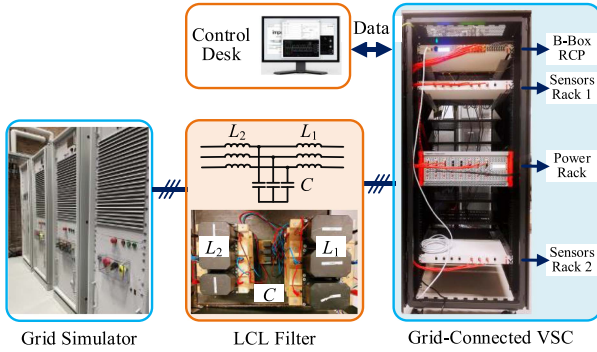 Control
Desk
Data
B-Box
RCP
Sensors
Rack 1
Power
Rack
Sensors
Rack 2
L2
L1
C
L2
L1
C
Grid Simulator
LCL Filter
Grid-Connected VSC